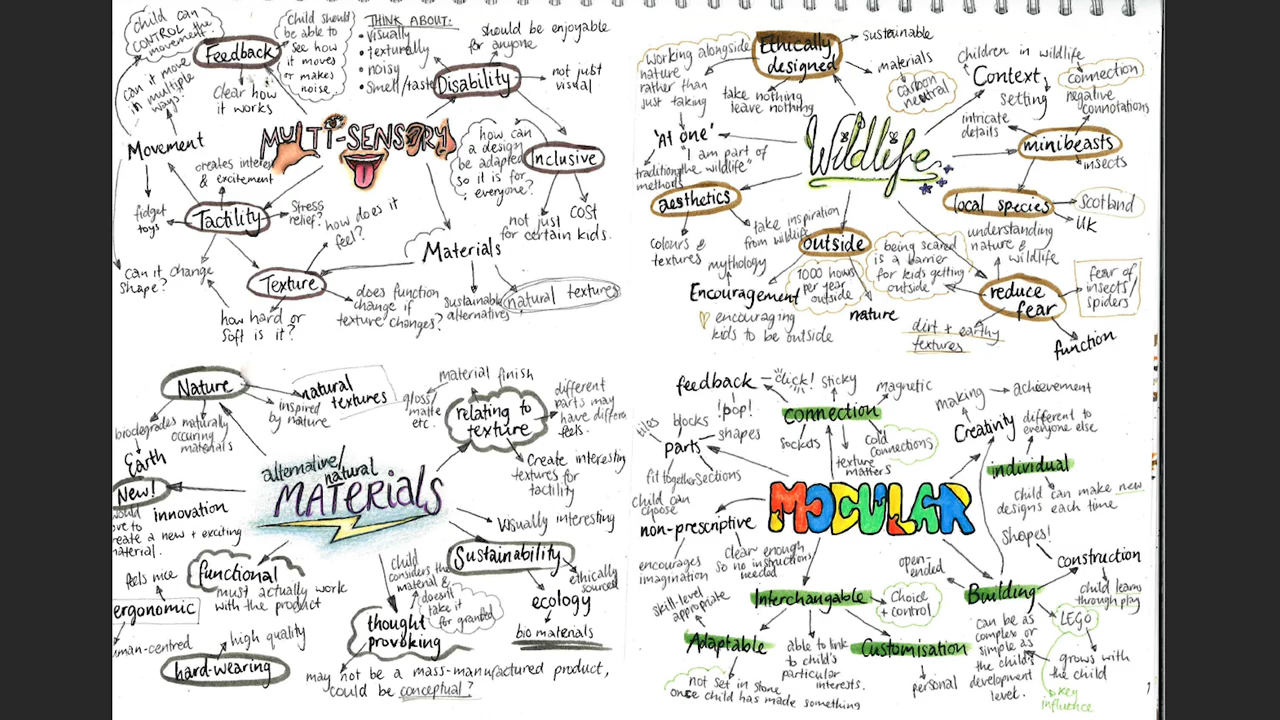 child can
CONTROL
movement
Feedback
child should
be able to
see how
it moves
or makes
noise
THINK ABOUT:
• visually
• texturally
• noisy
• smell/taste
should be enjoyable
for anyone
Disability
not just
visual
can it move
in multiple
ways?
clear how
it works
Movement
MULTI-SENSORY
how can
a design
be adapted
so it is for
everyone?
Inclusive
creates interest
& excitement
Tactility
fidget
toys
Stress
relief?
how does it
feel?
not just
for certain kids.
cost
Materials
can it change
shape?
Texture
does function
change if
texture changes?
sustainable
alternatives
natural textures
how hard or
soft is it?
working alongside
nature
rather than
just taking
Ethically
designed
sustainable
materials
carbon
neutral
take nothing
leave nothing
children in wildlife
Context
setting
connection
negative
connotations
'At one'
"I am part of
the wildlife"
traditional
methods
Wildlife
intricate
details
minibeasts
insects
aesthetics
local species
Scotland
UK
colours &
textures
take inspiration
from wildlife
outside
being scared
is a barrier
for kids getting
outside
understanding
nature &
wildlife
mythology
1000 hours
per year
outside
Encouragement
encouraging
kids to be outside
nature
reduce
fear
fear of
insects/
spiders
dirt + earthy
textures
function
Nature
natural
textures
inspired
by nature
biodegrades
naturally
occuring
materials
Earth
material finish
gloss/
matte
etc.
relating to
texture
different
parts may
have differe
feels.
Create interesting
textures for
tactility
alternative/
natural
MATERIALS
New!
innovation
would
ove to
reate a new + exciting
material.
Visually interesting
Sustainability
ethically
sourced
ecology
bio materials
feels nice
functional
must actually work
with the product
ergonomic
uman-centred
high quality
hard-wearing
child
considers the
material &
doesn't
take it
for granted
thought
provoking
may not be a mass-manufactured product,
could be conceptual?
feedback
click!
!pop!
sticky
magnetic
connection
sockets
texture
matters
cold
connections
making
achievement
Creativity
different to
everyone else
tiles
blocks
shapes
parts
fit together
sections
individual
child can make new
designs each time
MODULAR
child can
choose
non-prescriptive
encourages
imagination
clear enough
so no instructions
needed
shapes!
construction
child learns
through play
open-
ended
Building
Interchangable
choice
+ control
LEGO
skill-level
appropriate
Adaptable
able to link
to child's
particular
interests.
Customisation
personal
can be as
complex or
simple as
the child's
development
level.
grows with
the child
key
influence
not set in stone
once child has made something